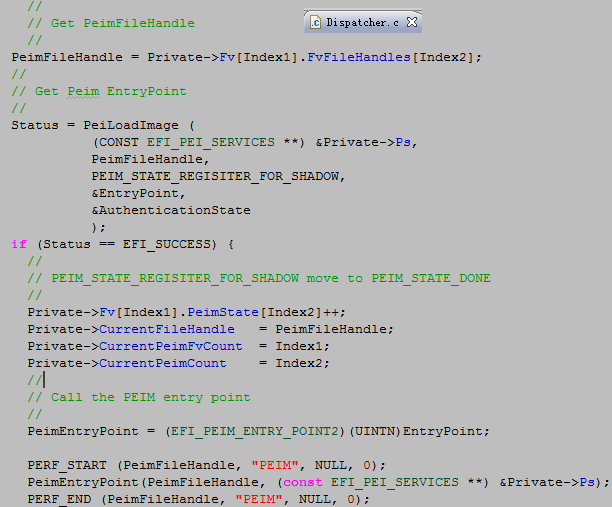 //
// Get PeimFileHandle
//
Dispatcher.c
PeimFileHandle = Private->Fv[Index1].FvFileHandles[Index2];
//
// Get Peim EntryPoint
//
Status = PeiLoadImage (
(CONST EFI_PEI_SERVICES **) &Private->Ps,
PeimFileHandle,
PEIM_STATE_REGISITER_FOR_SHADOW,
&EntryPoint,
&AuthenticationState
);
if (Status == EFI_SUCCESS) {
//
// PEIM_STATE_REGISITER_FOR_SHADOW move to PEIM_STATE_DONE
//
Private->Fv[Index1].PeimState[Index2]++;
Private->CurrentFileHandle = PeimFileHandle;
Private->CurrentPeimFvCount = Index1;
Private->CurrentPeimCount = Index2;
//
// Call the PEIM entry point
//
PeimEntryPoint = (EFI_PEIM_ENTRY_POINT2)(UINTN)EntryPoint;
PERF_START (PeimFileHandle, "PEIM", NULL, 0);
PeimEntryPoint(PeimFileHandle, (const EFI_PEI_SERVICES **) &Private->Ps);
PERF_END (PeimFileHandle, "PEIM", NULL, 0);